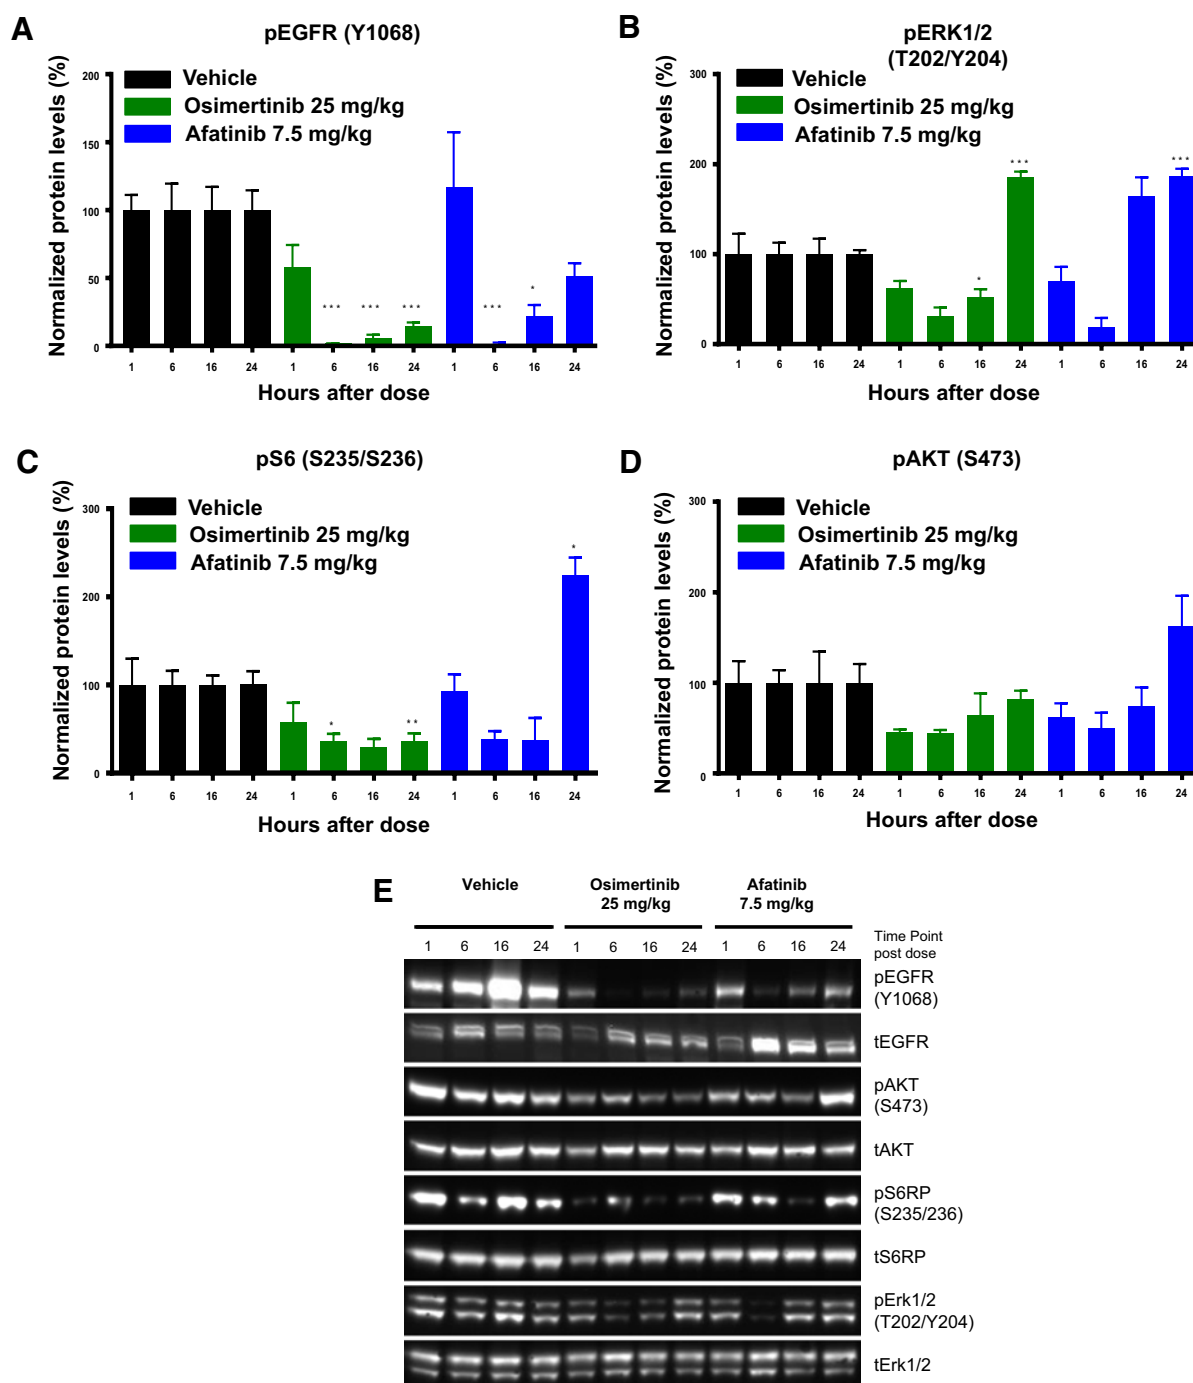 A
pEGFR (Y1068)
Normalized protein levels (%)
200
150
100
50
0
Vehicle
Osimertinib 25 mg/kg
Afatinib 7.5 mg/kg
***
***
***
***
*
1 6 16 24 1 6 16 24 1 6 16 24
Hours after dose
B
pERK1/2
(T202/Y204)
Normalized protein levels (%)
300
200
100
0
Vehicle
Osimertinib 25 mg/kg
Afatinib 7.5 mg/kg
*
***
***
1 6 16 24 1 6 16 24 1 6 16 24
Hours after dose
C
pS6 (S235/S236)
Normalized protein levels (%)
300
200
100
0
Vehicle
Osimertinib 25 mg/kg
Afatinib 7.5 mg/kg
*
**
*
1 6 16 24 1 6 16 24 1 6 16 24
Hours after dose
D
pAKT (S473)
Normalized protein levels (%)
300
200
100
0
Vehicle
Osimertinib 25 mg/kg
Afatinib 7.5 mg/kg
1 6 16 24 1 6 16 24 1 6 16 24
Hours after dose
E
Vehicle
Osimertinib
25 mg/kg
Afatinib
7.5 mg/kg
1 6 16 24 1 6 16 24 1 6 16 24
Time Point
post dose
pEGFR
(Y1068)
tEGFR
pAKT
(S473)
tAKT
pS6RP
(S235/236)
tS6RP
pErk1/2
(T202/Y204)
tErk1/2